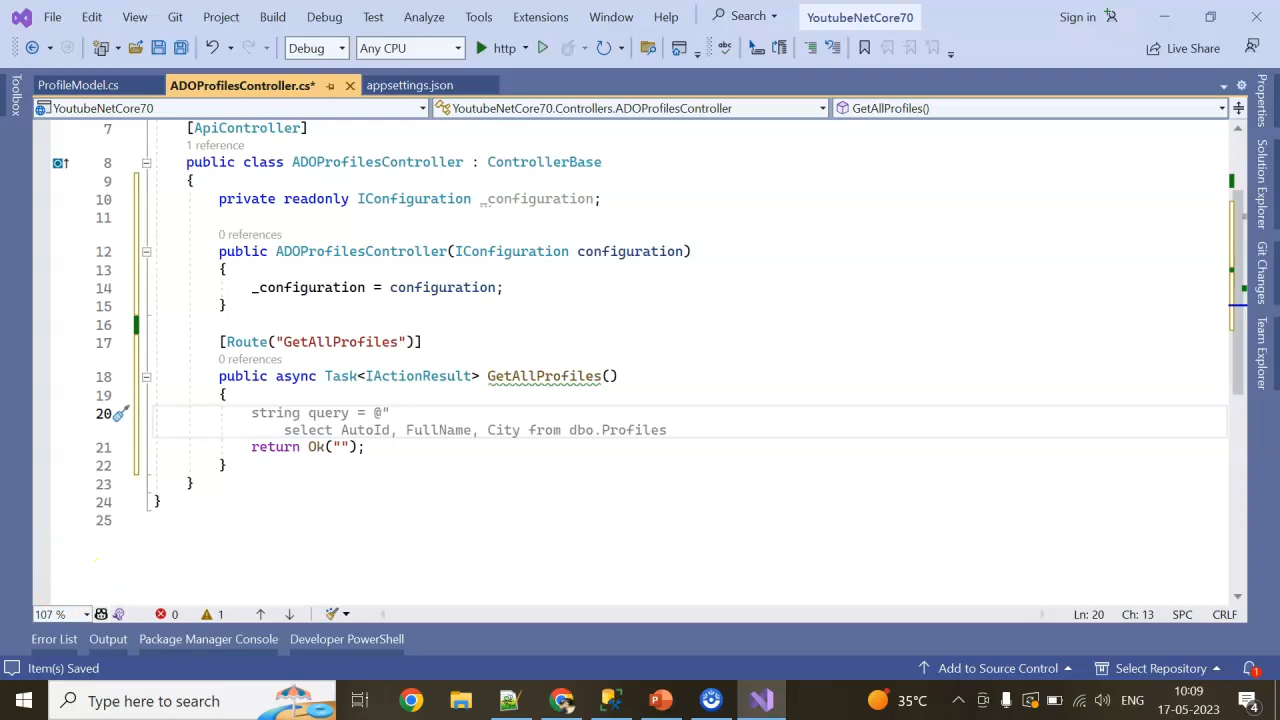 File Edit View Git Project Build Debug Test Analyze Tools Extensions Window Help Search YoutubeNetCore70 Sign in
Debug Any CPU http Live Share
ProfileModel.cs ADOProfilesController.cs* appsettings.json
YoutubeNetCore70 YoutubeNetCore70.Controllers.ADOProfilesController GetAllProfiles()
7 [ApiController]
1 reference
8 public class ADOProfilesController : ControllerBase
9 {
10 private readonly IConfiguration _configuration;
11
0 references
12 public ADOProfilesController(IConfiguration configuration)
13 {
14 _configuration = configuration;
15 }
16
17 [Route("GetAllProfiles")]
0 references
18 public async Task<IActionResult> GetAllProfiles()
19 {
20 string query = @"
select AutoId, FullName, City from dbo.Profiles
21 return Ok("");
22 }
23 }
24 }
25
Toolbox
Properties
Solution Explorer
Git Changes
Team Explorer
107 % 0 1 Ln: 20 Ch: 13 SPC CRLF
Error List Output Package Manager Console Developer PowerShell
Item(s) Saved Add to Source Control Select Repository 1
Type here to search 35°C ENG 10:09
17-05-2023 4